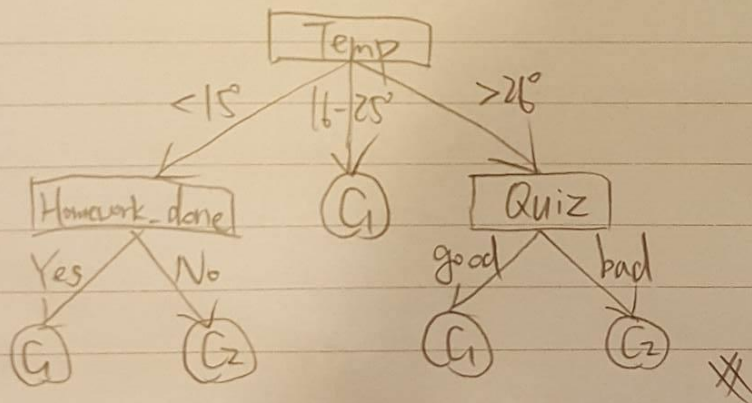 Temp
<15° 16-25° >26°
Homework_done C1 Quiz
Yes No good bad
C1 C2 C1 C2